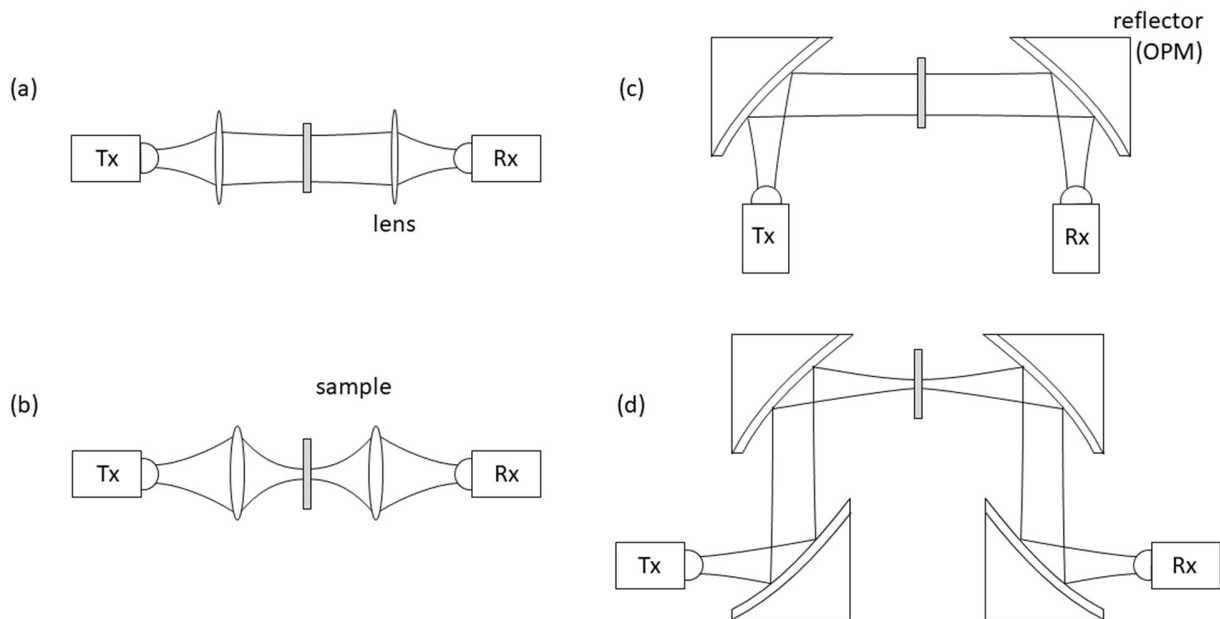 (a)
Tx
Rx
lens
(b)
sample
Tx
Rx
reflector
(OPM)
(c)
Tx
Rx
(d)
Tx
Rx